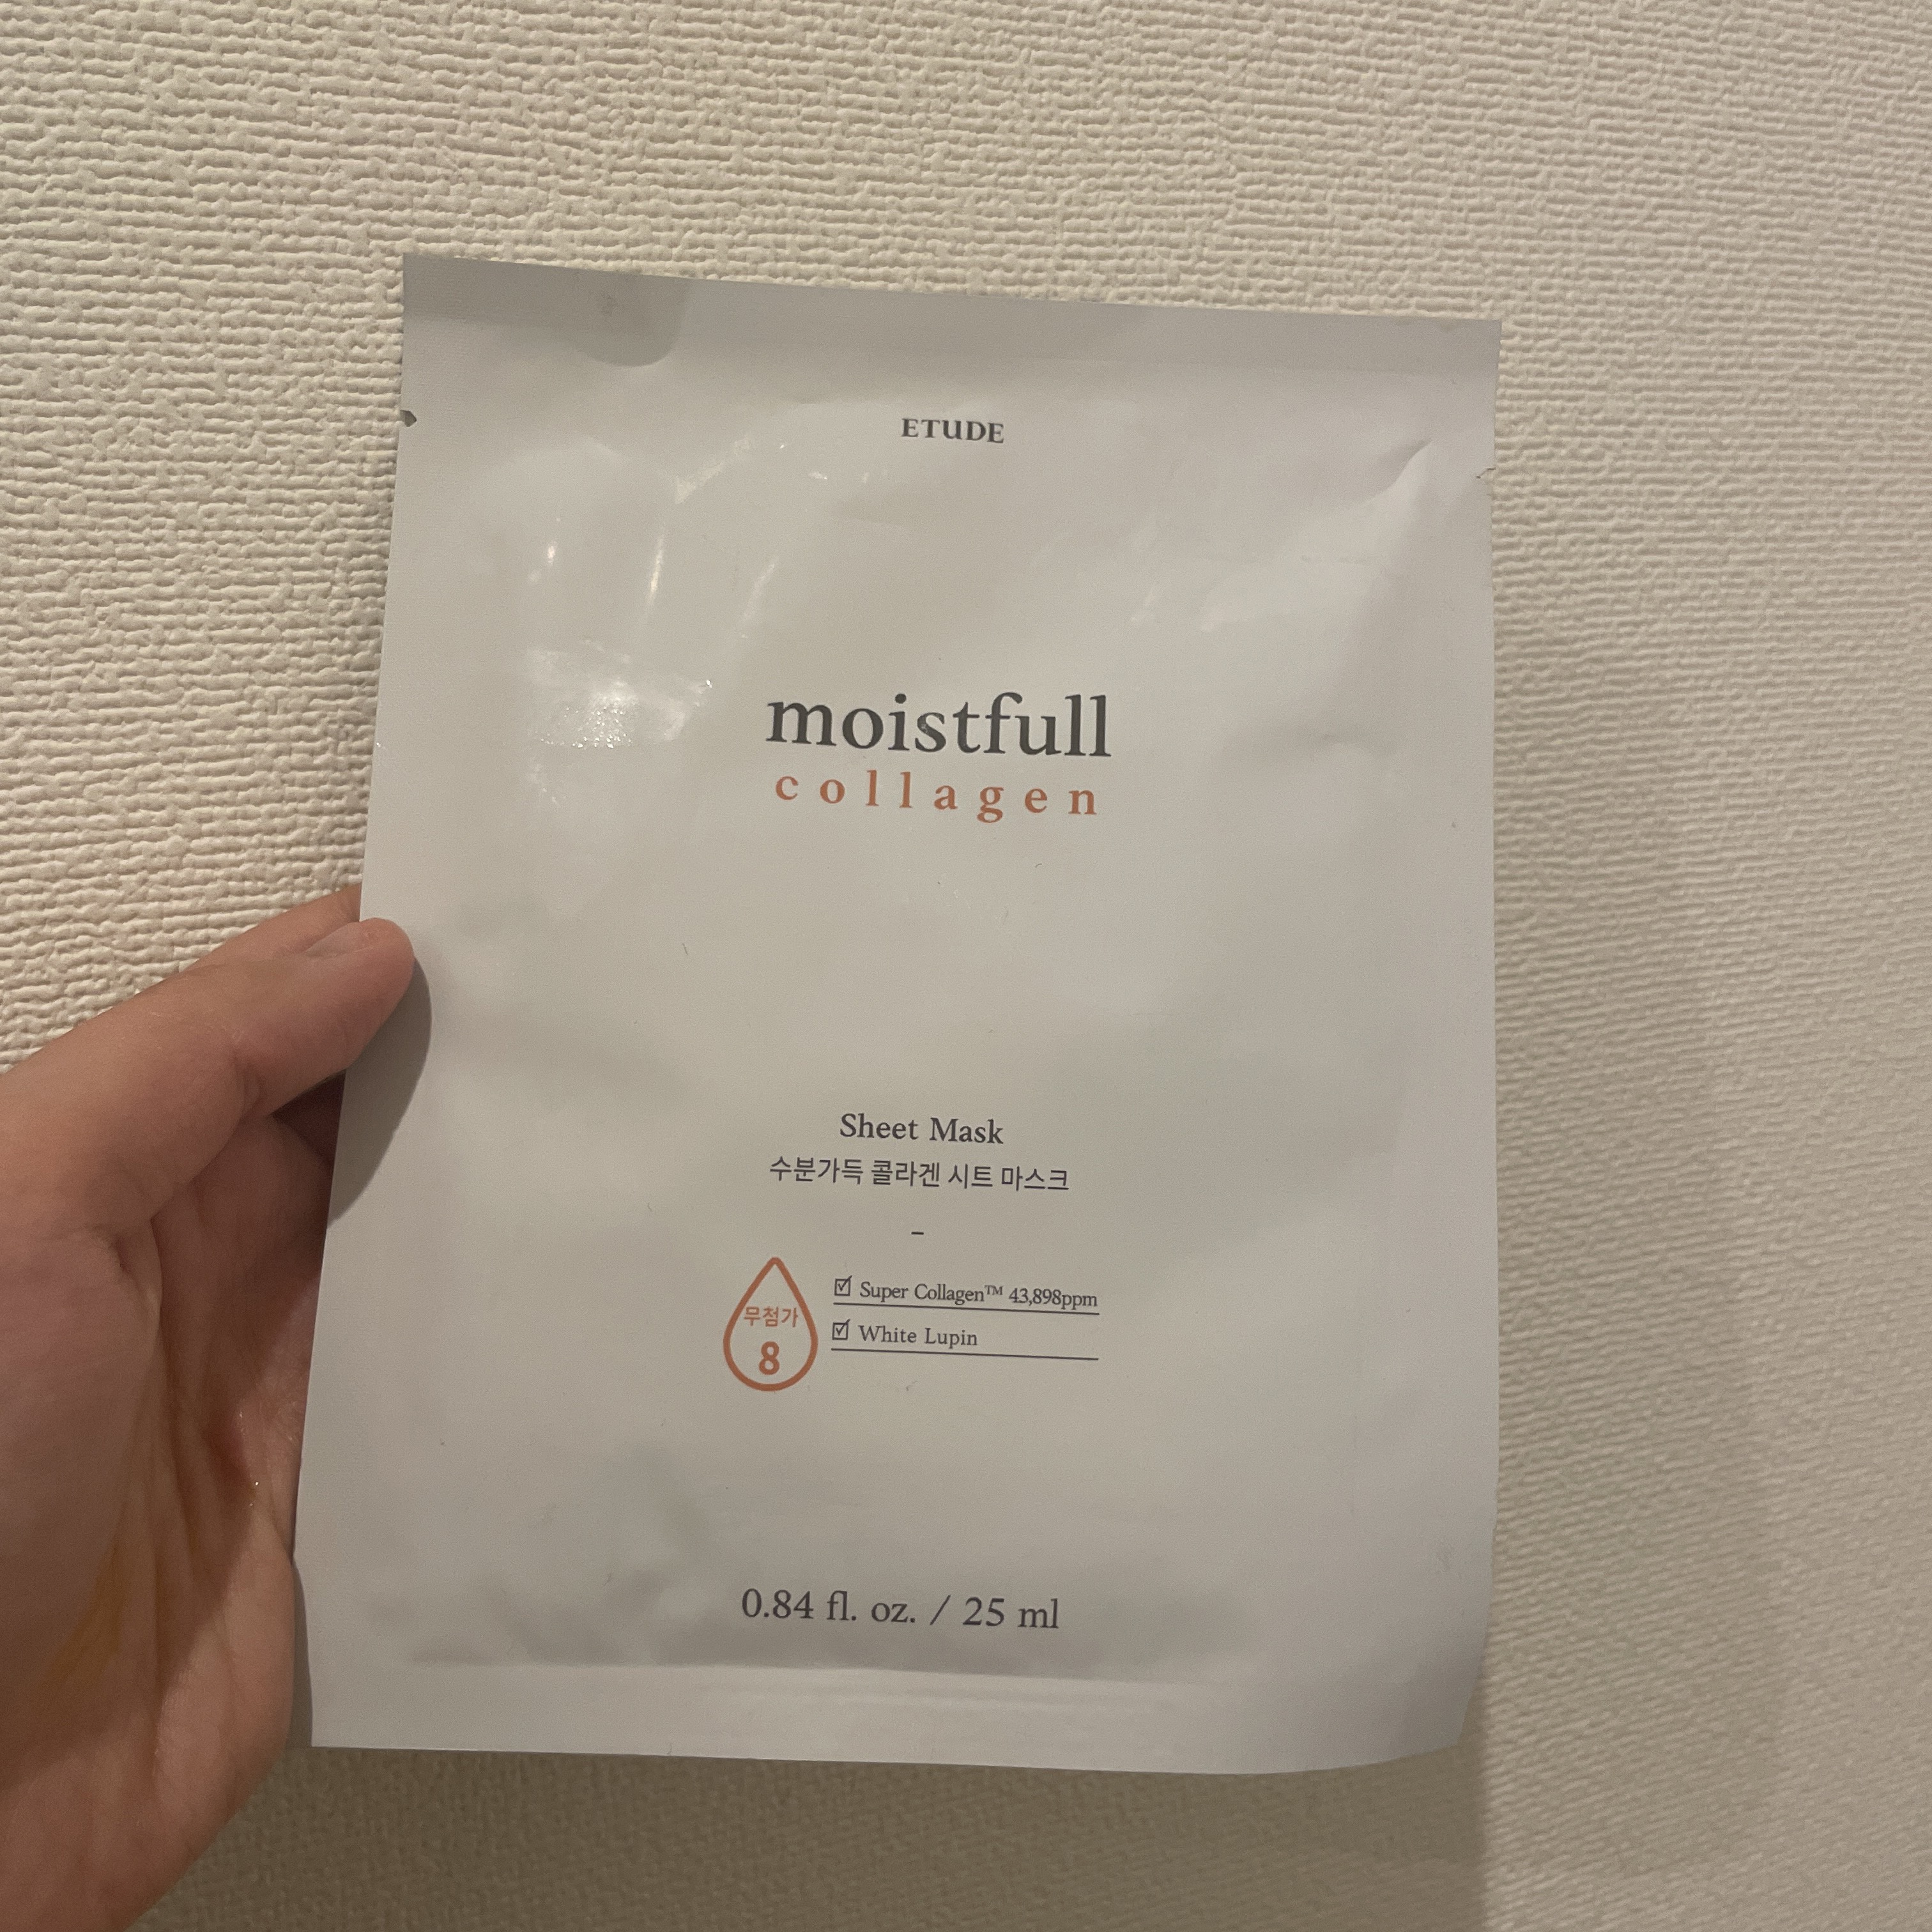 ETUDE
moistfull
collagen
Sheet Mask
수분가득 콜라겐 시트 마스크
–
무첨가
8
☑ Super Collagen™ 43,898ppm
☑ White Lupin
0.84 fl. oz. / 25 ml